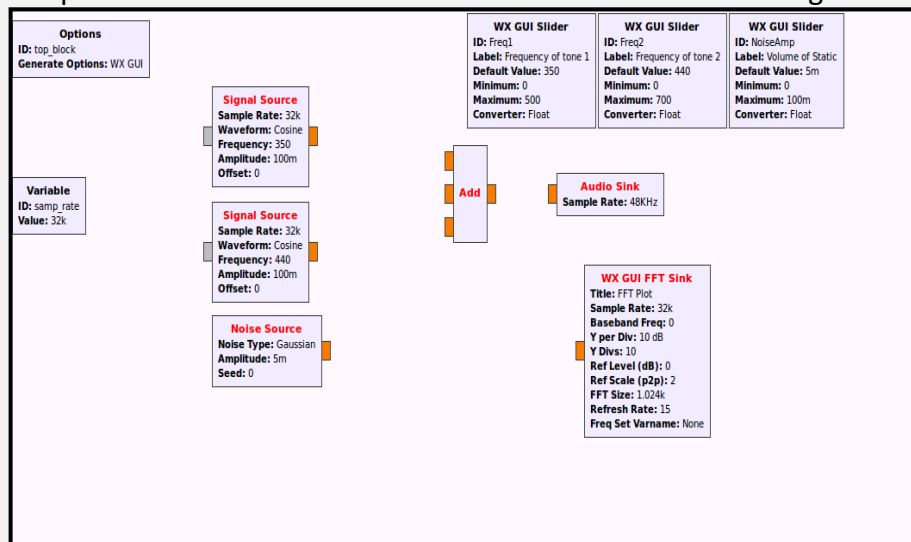 Options
ID: top_block
Generate Options: WX GUI
WX GUI Slider
ID: Freq1
Label: Frequency of tone 1
Default Value: 350
Minimum: 0
Maximum: 500
Converter: Float
WX GUI Slider
ID: Freq2
Label: Frequency of tone 2
Default Value: 440
Minimum: 0
Maximum: 700
Converter: Float
WX GUI Slider
ID: NoiseAmp
Label: Volume of Static
Default Value: 5m
Minimum: 0
Maximum: 100m
Converter: Float
Signal Source
Sample Rate: 32k
Waveform: Cosine
Frequency: 350
Amplitude: 100m
Offset: 0
Variable
ID: samp_rate
Value: 32k
Add
Audio Sink
Sample Rate: 48KHz
Signal Source
Sample Rate: 32k
Waveform: Cosine
Frequency: 440
Amplitude: 100m
Offset: 0
WX GUI FFT Sink
Title: FFT Plot
Sample Rate: 32k
Baseband Freq: 0
Y per Div: 10 dB
Y Divs: 10
Ref Level (dB): 0
Ref Scale (p2p): 2
FFT Size: 1.024k
Refresh Rate: 15
Freq Set Varname: None
Noise Source
Noise Type: Gaussian
Amplitude: 5m
Seed: 0